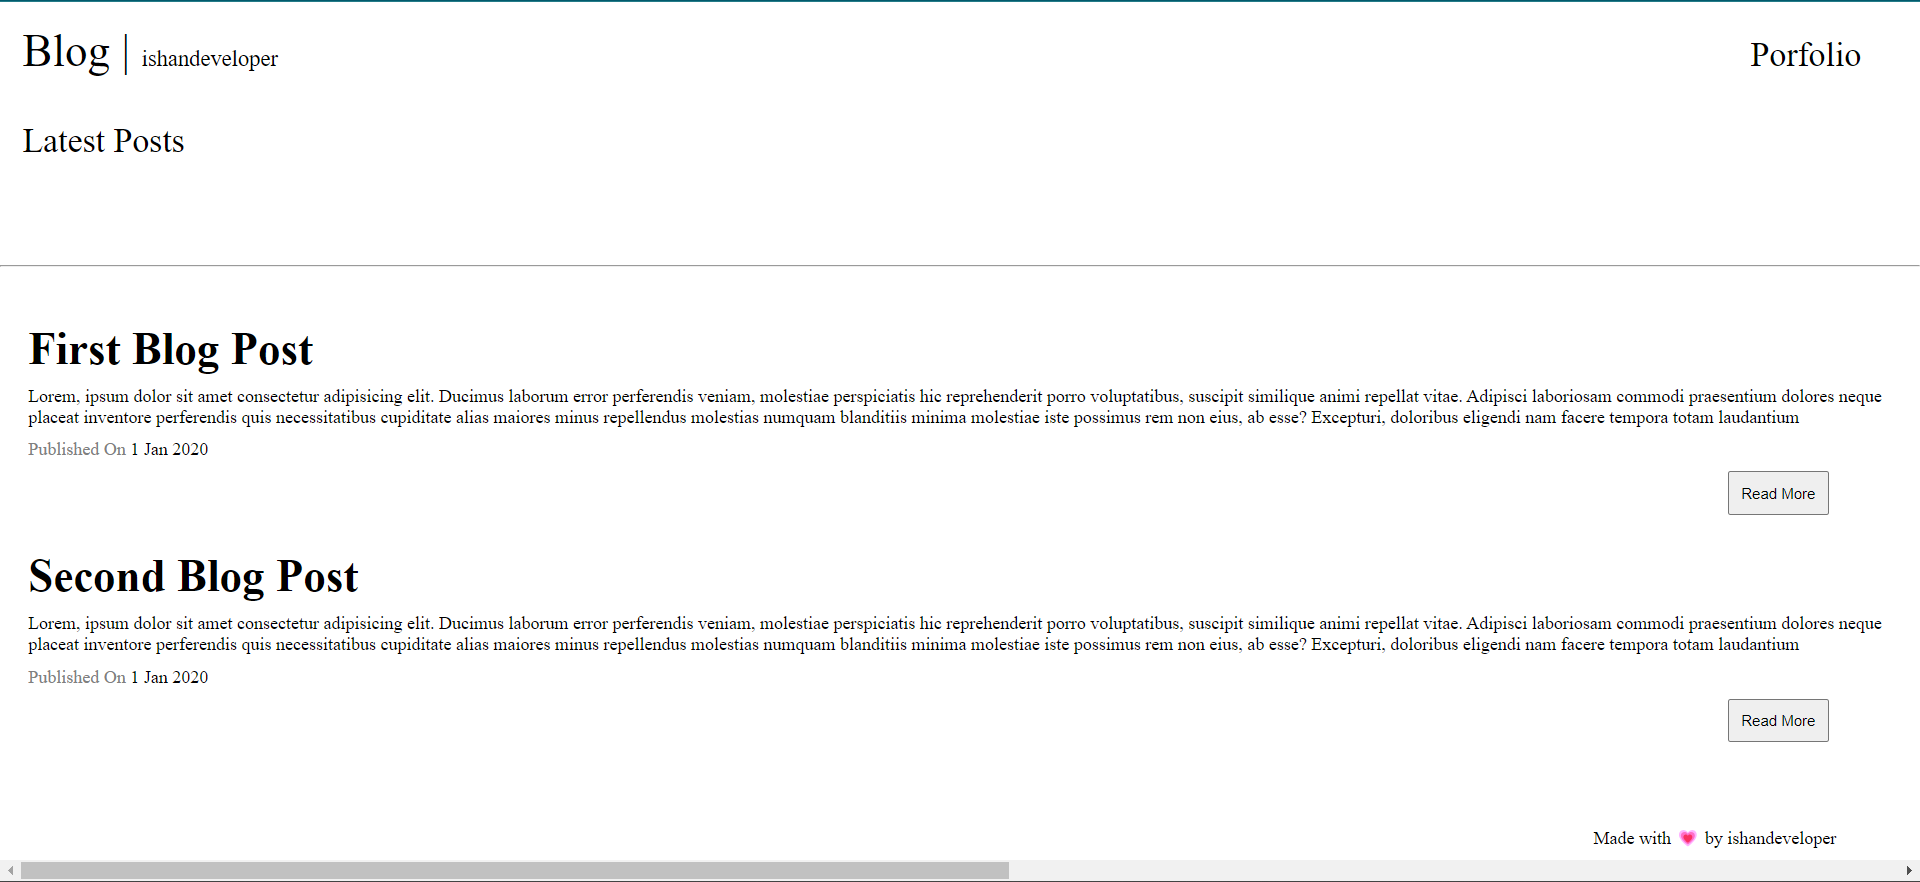 Blog | ishandeveloper
Porfolio
Latest Posts
First Blog Post
Lorem, ipsum dolor sit amet consectetur adipisicing elit. Ducimus laborum error perferendis veniam, molestiae perspiciatis hic reprehenderit porro voluptatibus, suscipit similique animi repellat vitae. Adipisci laboriosam commodi praesentium dolores neque
placeat inventore perferendis quis necessitatibus cupiditate alias maiores minus repellendus molestias numquam blanditiis minima molestiae iste possimus rem non eius, ab esse? Excepturi, doloribus eligendi nam facere tempora totam laudantium
Published On 1 Jan 2020
Read More
Second Blog Post
Lorem, ipsum dolor sit amet consectetur adipisicing elit. Ducimus laborum error perferendis veniam, molestiae perspiciatis hic reprehenderit porro voluptatibus, suscipit similique animi repellat vitae. Adipisci laboriosam commodi praesentium dolores neque
placeat inventore perferendis quis necessitatibus cupiditate alias maiores minus repellendus molestias numquam blanditiis minima molestiae iste possimus rem non eius, ab esse? Excepturi, doloribus eligendi nam facere tempora totam laudantium
Published On 1 Jan 2020
Read More
Made with 💗 by ishandeveloper